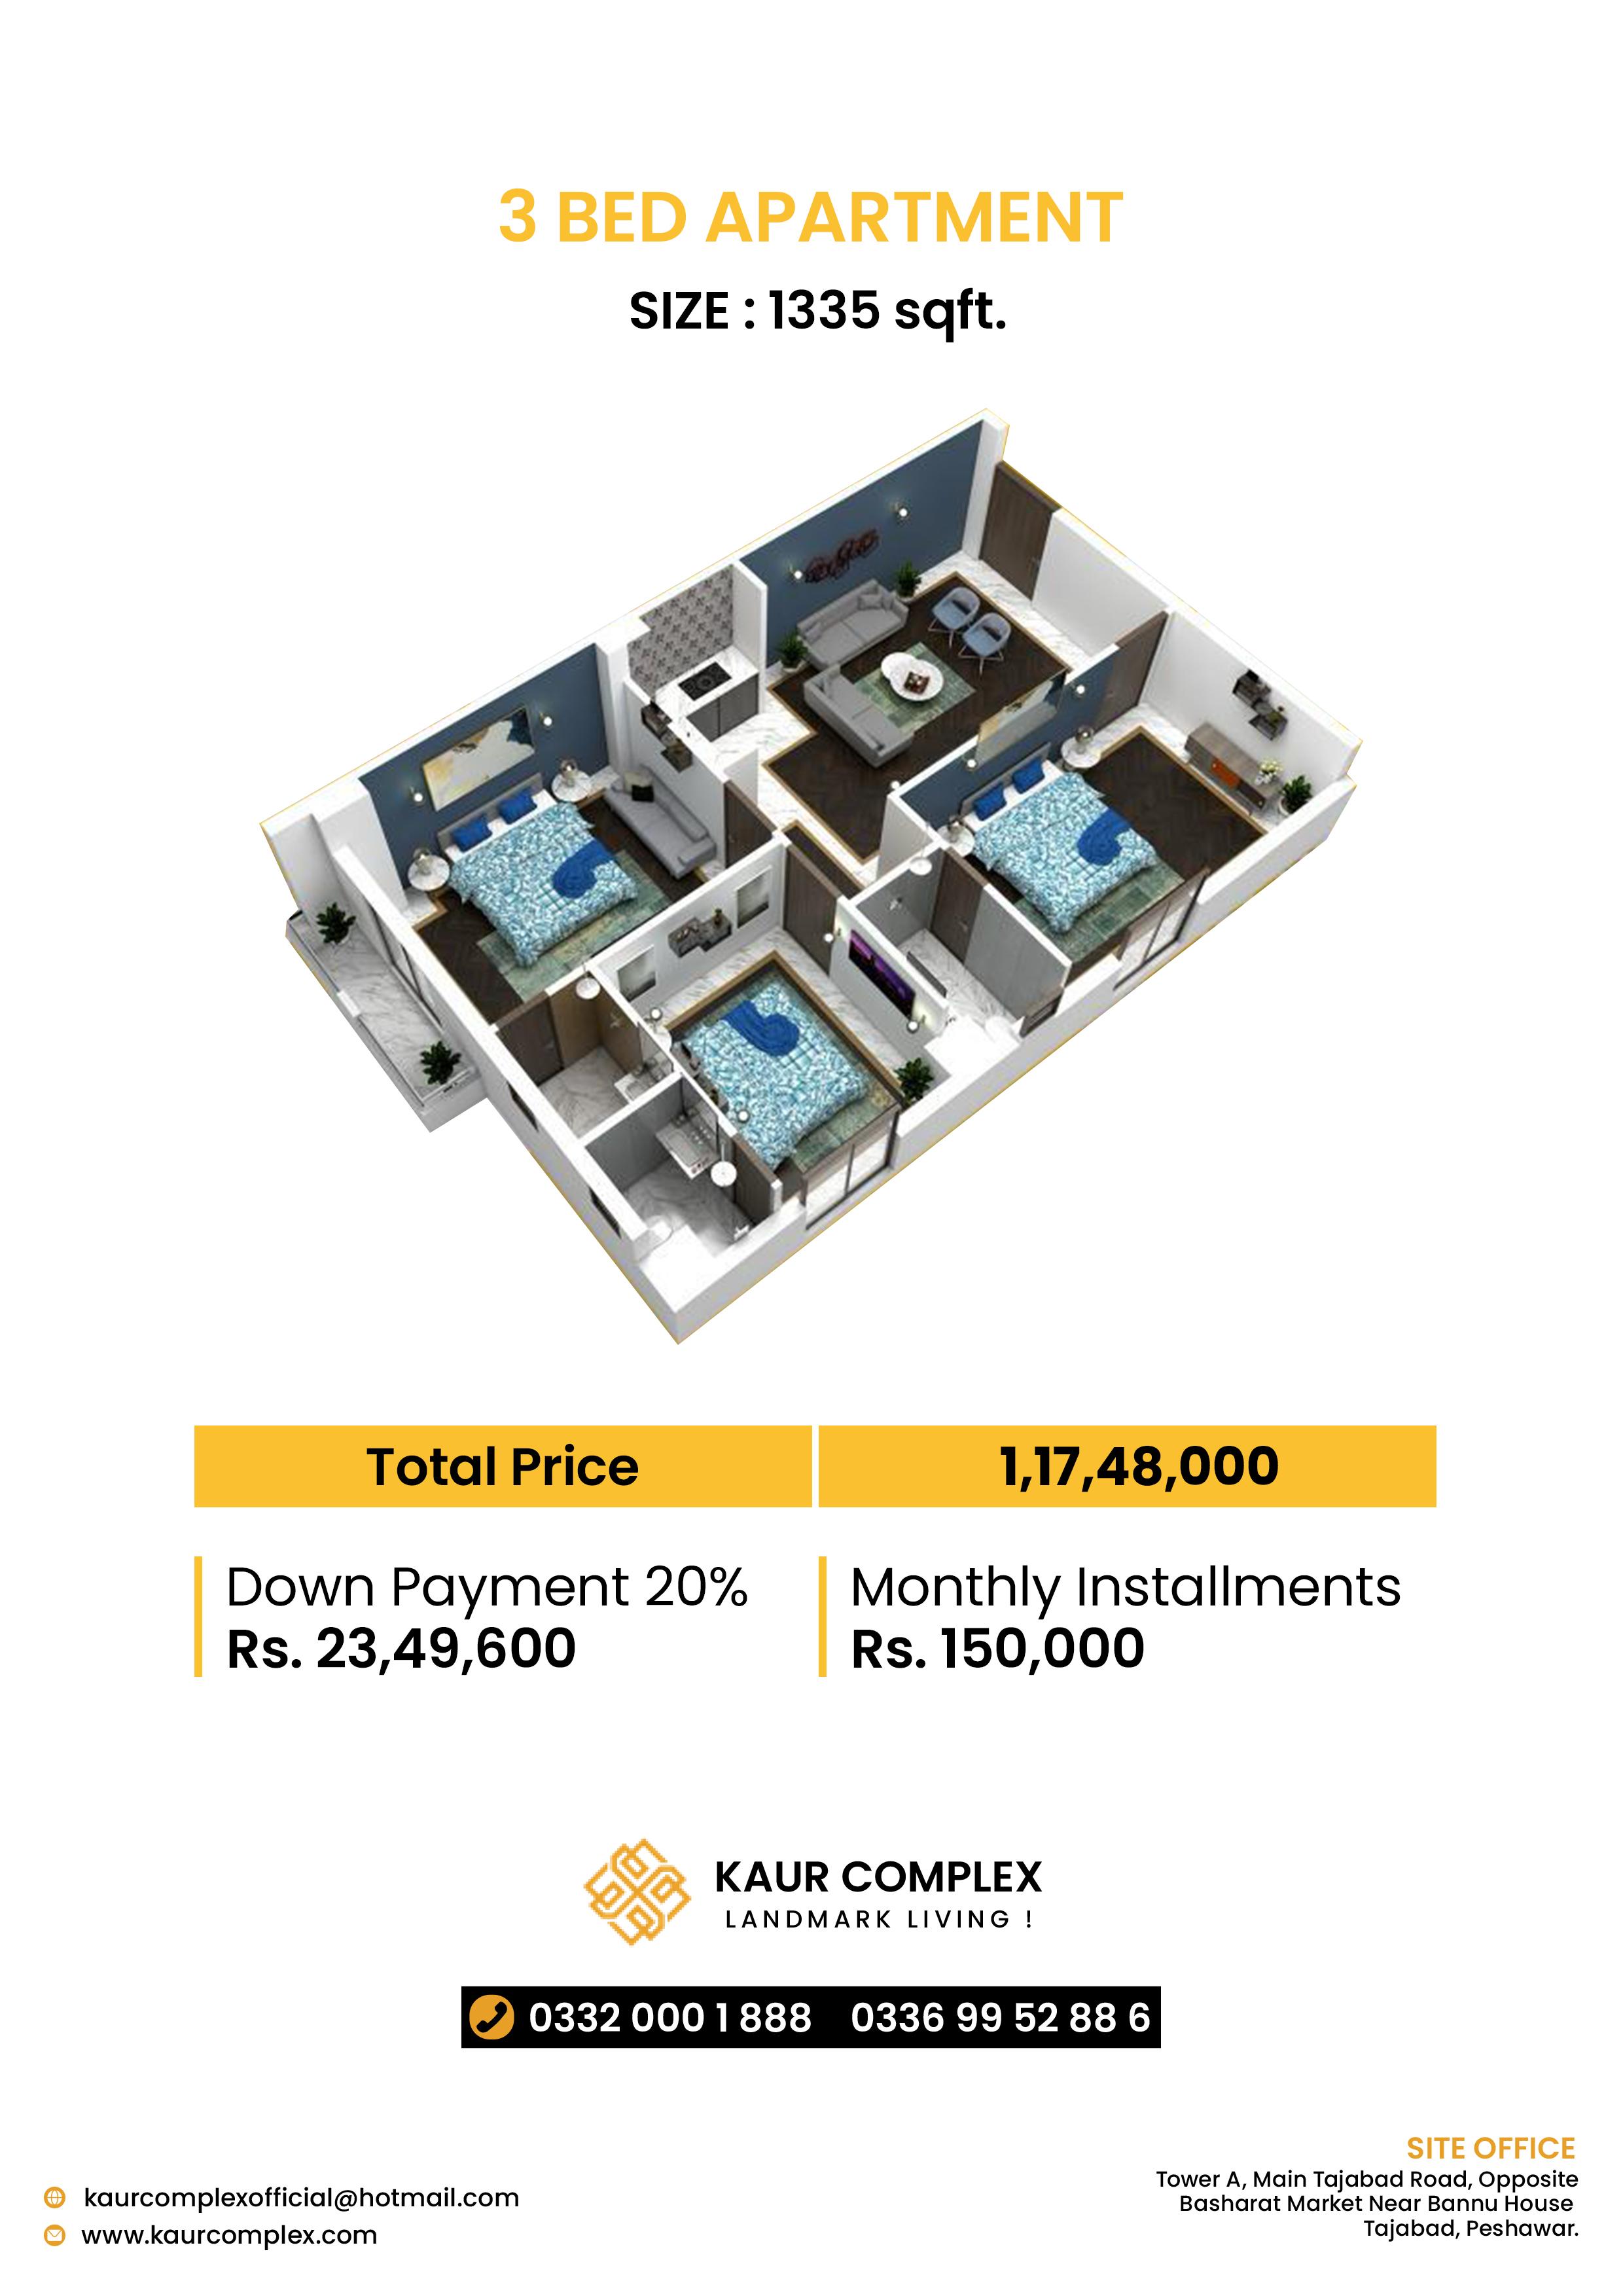 3 BED APARTMENT
SIZE : 1335 sqft.
Total Price
1,17,48,000
Down Payment 20%
Rs. 23,49,600
Monthly Installments
Rs. 150,000
KAUR COMPLEX
LANDMARK LIVING !
0332 000 1 888 0336 99 52 88 6
kaurcomplexofficial@hotmail.com
www.kaurcomplex.com
SITE OFFICE
Tower A, Main Tajabad Road, Opposite
Basharat Market Near Bannu House
Tajabad, Peshawar.